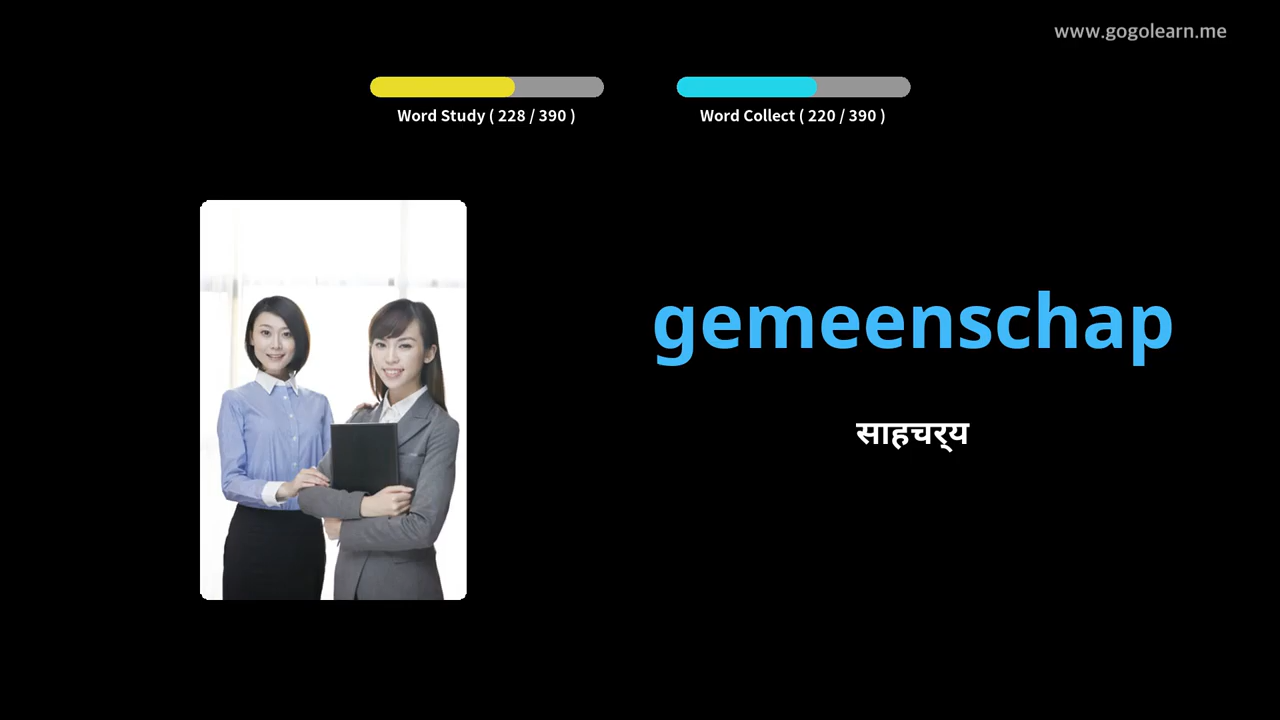 www.gogolearn.me
Word Study ( 228 / 390 )
Word Collect ( 220 / 390 )
gemeenschap
साहचर्‍य